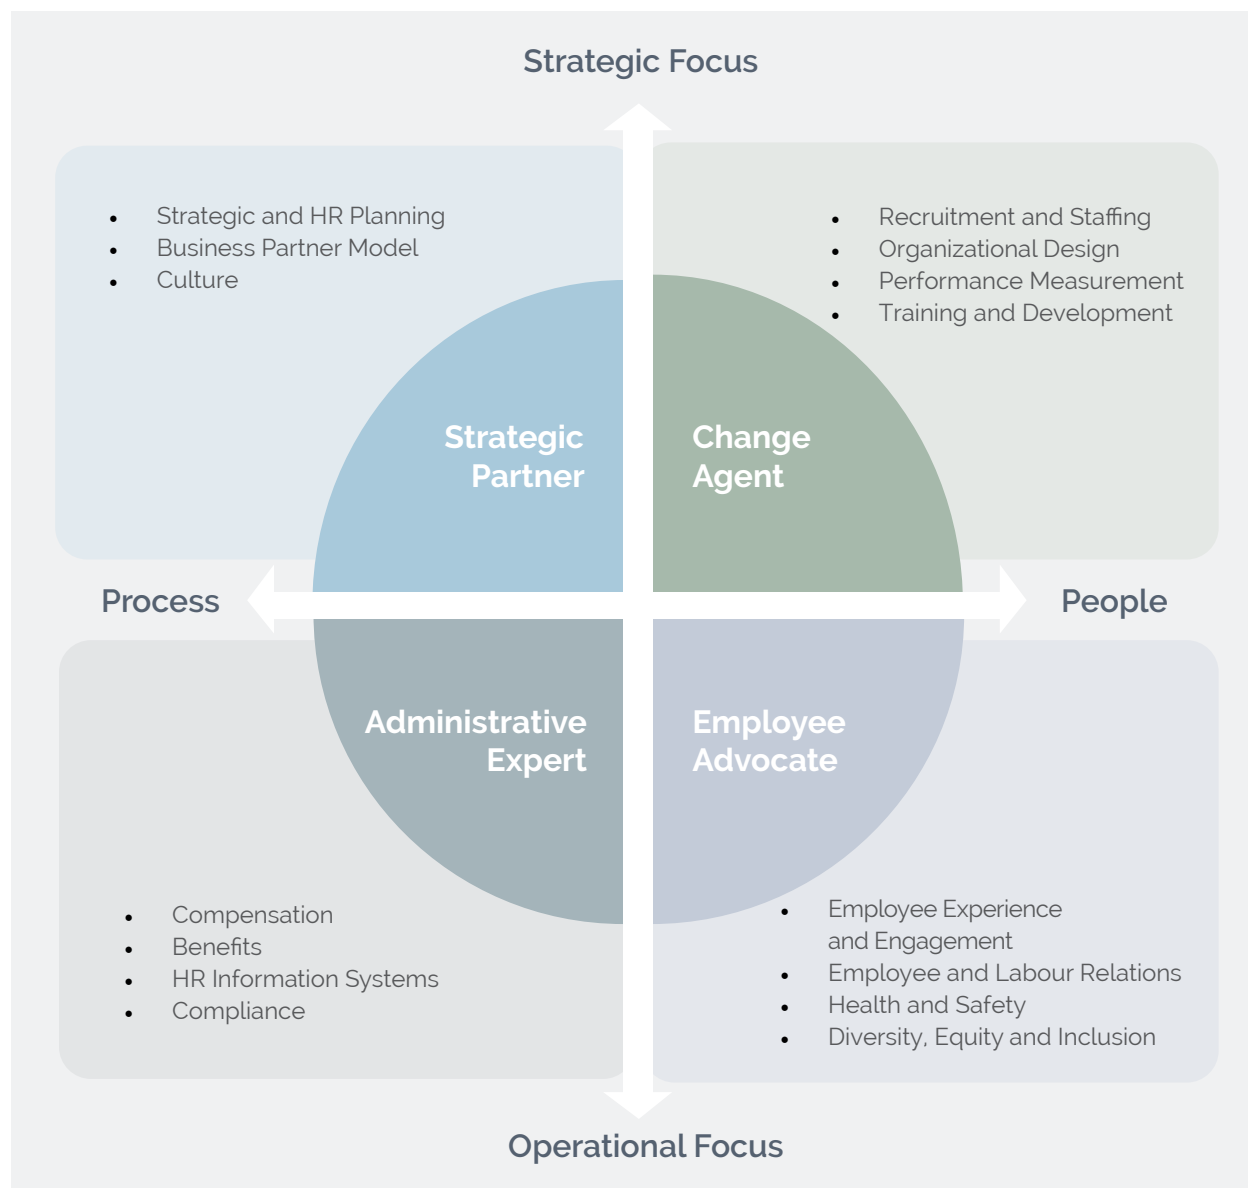 Strategic Focus
• Strategic and HR Planning
• Business Partner Model
• Culture
• Recruitment and Staffing
• Organizational Design
• Performance Measurement
• Training and Development
Strategic
Partner
Change
Agent
Process
People
Administrative
Expert
Employee
Advocate
• Compensation
• Benefits
• HR Information Systems
• Compliance
• Employee Experience
and Engagement
• Employee and Labour Relations
• Health and Safety
• Diversity, Equity and Inclusion
Operational Focus